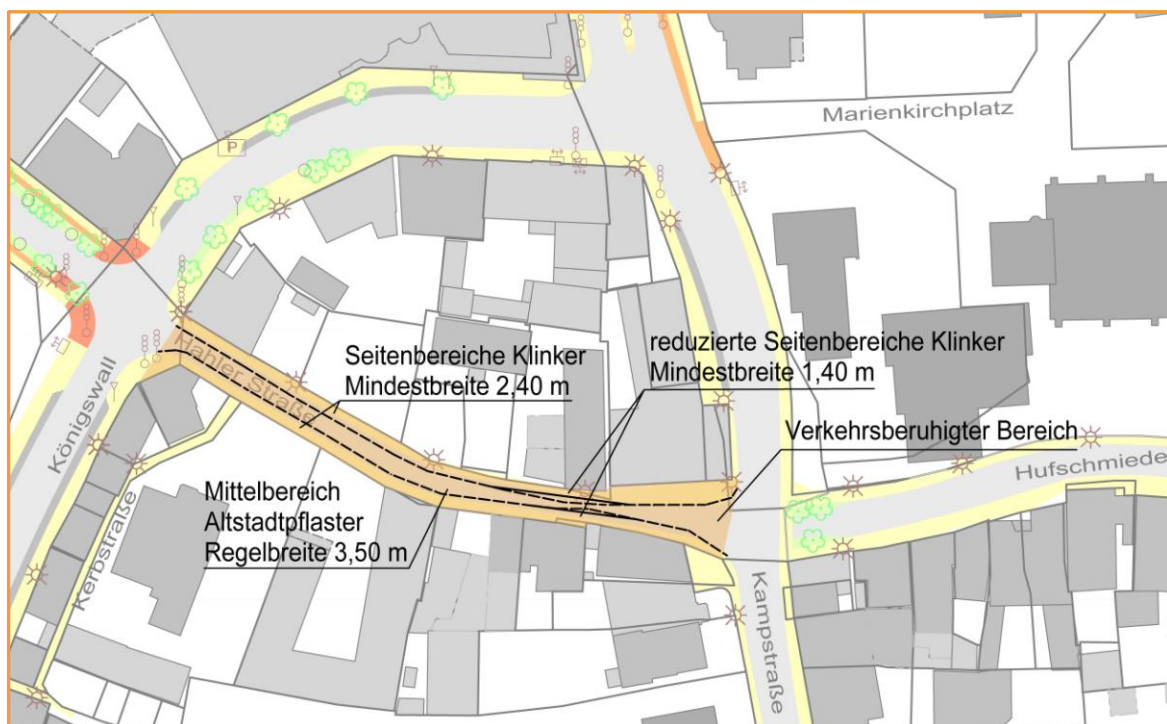 Marienkirchplatz
P
Hahler Straße
Seitenbereiche Klinker
Mindestbreite 2,40 m
reduzierte Seitenbereiche Klinker
Mindestbreite 1,40 m
Verkehrsberuhigter Bereich
Königswall
Hufschmiede
Mittelbereich
Altstadtpflaster
Regelbreite 3,50 m
Kerbstraße
Kampstraße